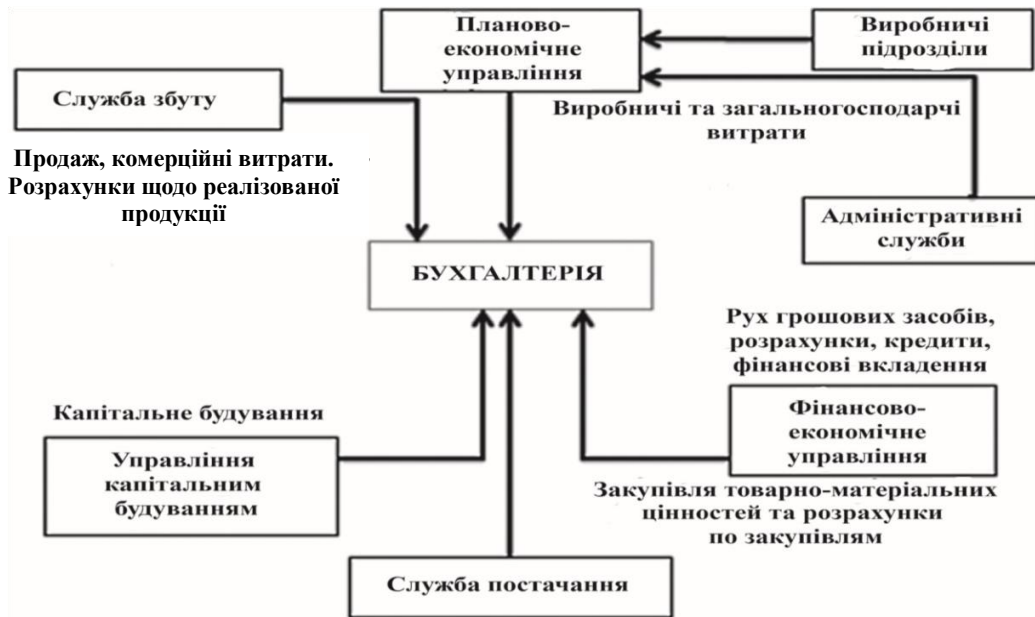 Планово-
економічне
управління
Виробничі
підрозділи
Служба збуту
Виробничі та загальногосподарчі
витрати
Продаж, комерційні витрати.
Розрахунки щодо реалізованої
продукції
Адміністративні
служби
БУХГАЛТЕРІЯ
Рух грошових засобів,
розрахунки, кредити,
фінансові вкладення
Капітальне будування
Фінансово-
економічне
управління
Управління
капітальним
будуванням
Закупівля товарно-матеріальних
цінностей та розрахунки
по закупівлям
Служба постачання